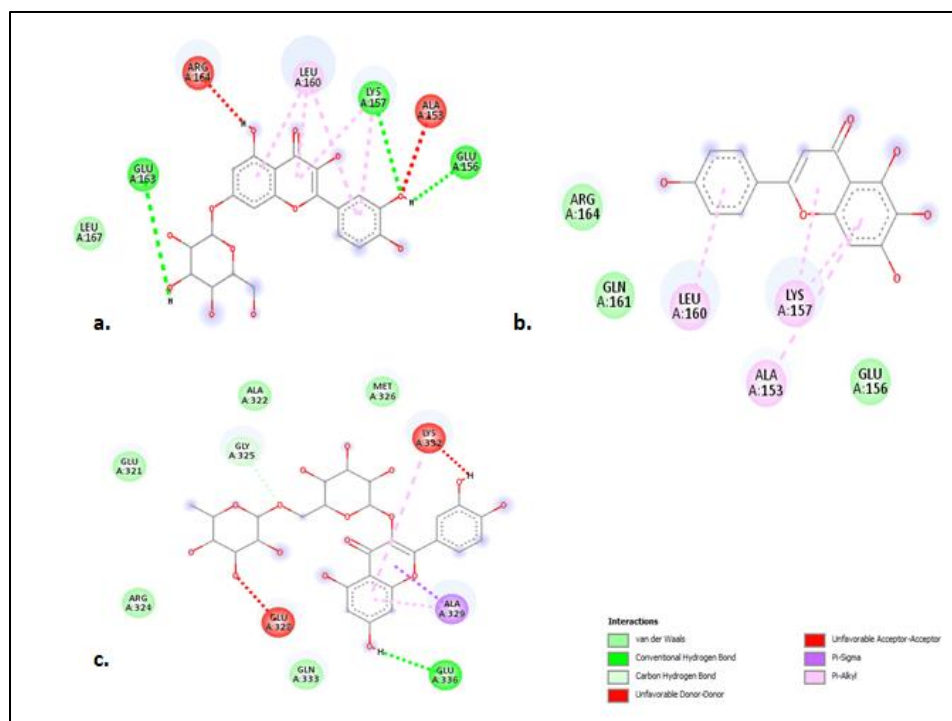 ARG
A:164
LEU
A:160
LYS
A:157
ALA
A:153
GLU
A:156
GLU
A:163
LEU
A:167
a.
ARG
A:164
GLN
A:161
LEU
A:160
LYS
A:157
ALA
A:153
GLU
A:156
b.
ALA
A:322
MET
A:326
GLY
A:325
LYS
GLU
A:321
ARG
A:324
GLU
ALA
A:329
GLN
A:333
GLU
A:336
c.
Interactions
van der Waals
Conventional Hydrogen Bond
Carbon Hydrogen Bond
Unfavorable Donor-Donor
Unfavorable Acceptor-Acceptor
Pi-Sigma
Pi-Alkyl